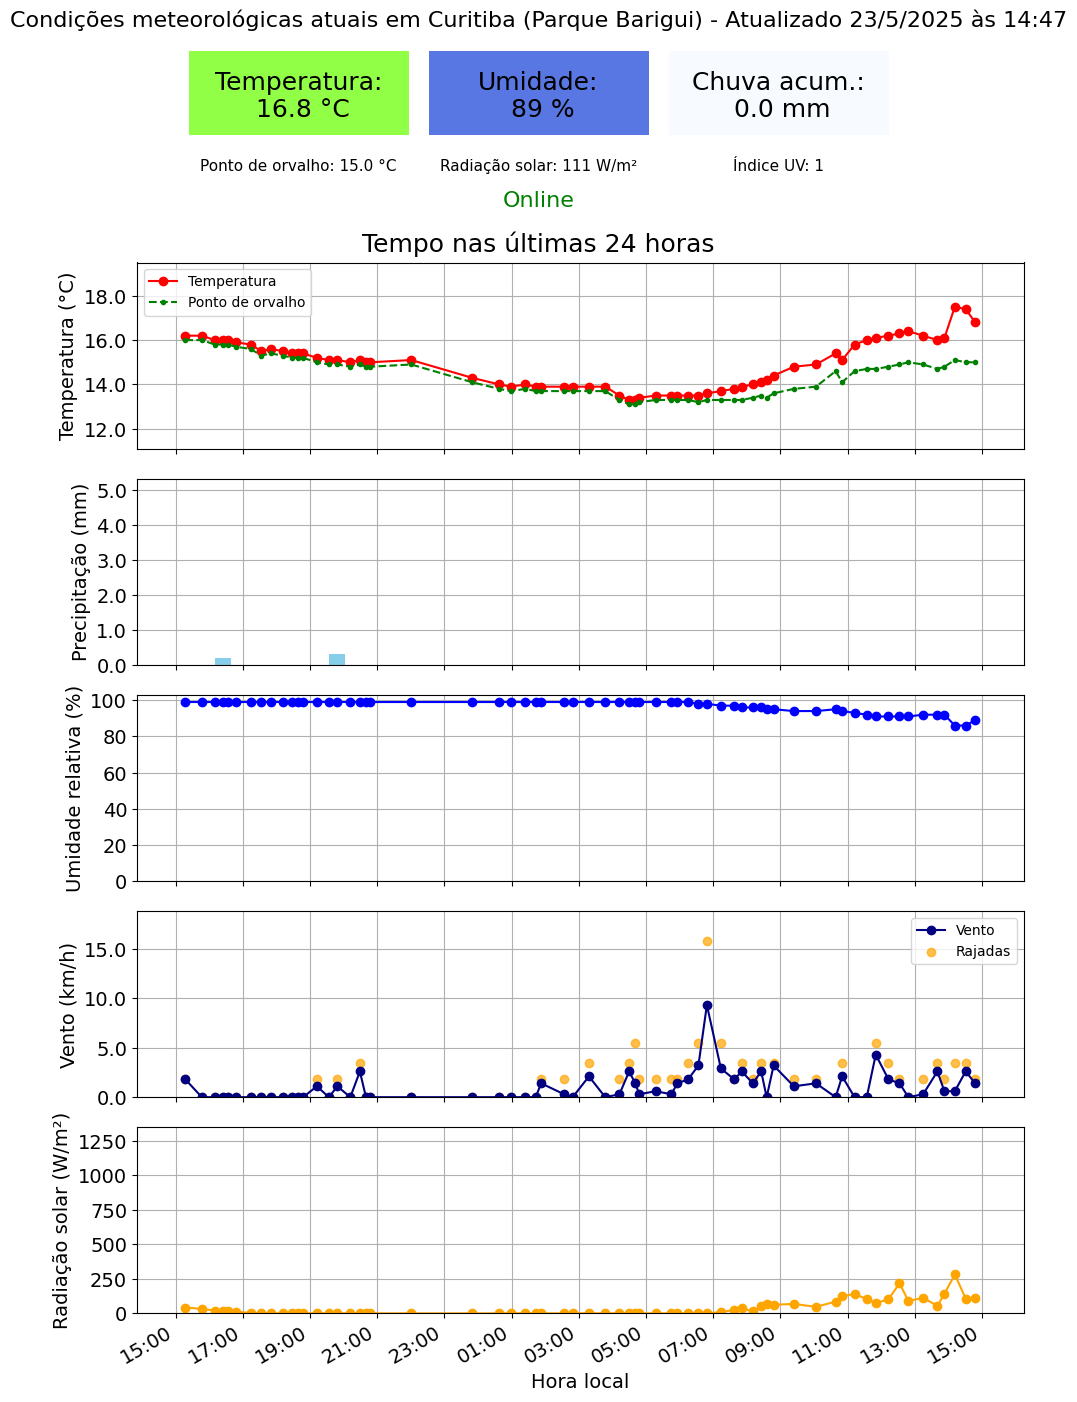 Condições meteorológicas atuais em Curitiba (Parque Barigui) - Atualizado 23/5/2025 às 14:47
Temperatura:
16.8 °C
Umidade:
89 %
Chuva acum.:
0.0 mm
Ponto de orvalho: 15.0 °C
Radiação solar: 111 W/m²
Índice UV: 1
Online
Tempo nas últimas 24 horas
Temperatura (°C)
18.0
16.0
14.0
12.0
Temperatura
Ponto de orvalho
Precipitação (mm)
5.0
4.0
3.0
2.0
1.0
0.0
Umidade relativa (%)
100
80
60
40
20
0
Vento (km/h)
15.0
10.0
5.0
0.0
Vento
Rajadas
Radiação solar (W/m²)
1250
1000
750
500
250
0
15:00
17:00
19:00
21:00
23:00
01:00
03:00
05:00
07:00
09:00
11:00
13:00
15:00
Hora local